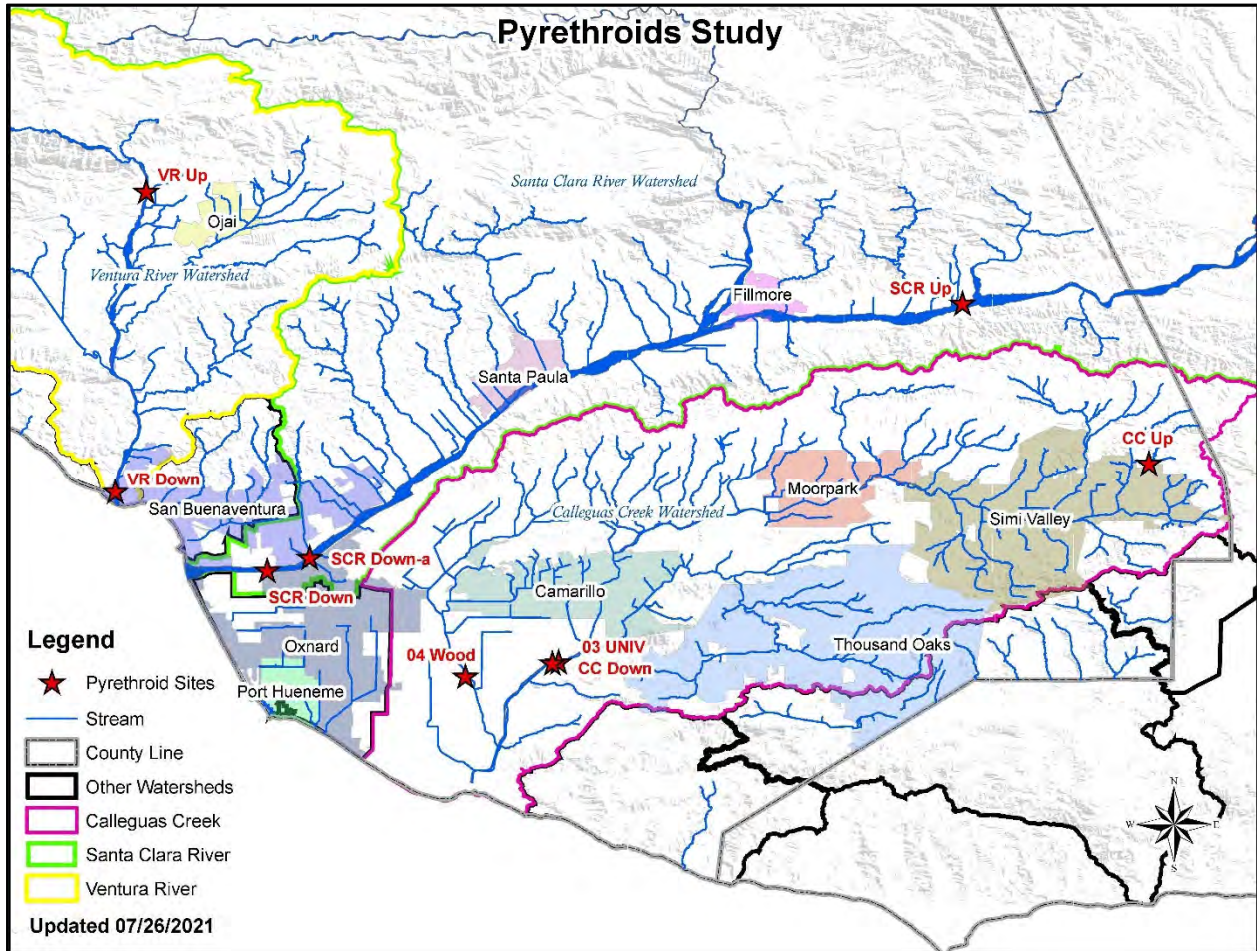 Pyrethroids Study
VR Up
Ojai
Santa Clara River Watershed
Ventura River Watershed
Fillmore
SCR Up
Santa Paula
CC Up
VR Down
San Buenaventura
Moorpark
Simi Valley
Calleguas Creek Watershed
SCR Down-a
SCR Down
Camarillo
Oxnard
04 Wood
03 UNIV
CC Down
Thousand Oaks
Port Hueneme
Legend
Pyrethroid Sites
Stream
County Line
Other Watersheds
Calleguas Creek
Santa Clara River
Ventura River
Updated 07/26/2021
N
W
E
S